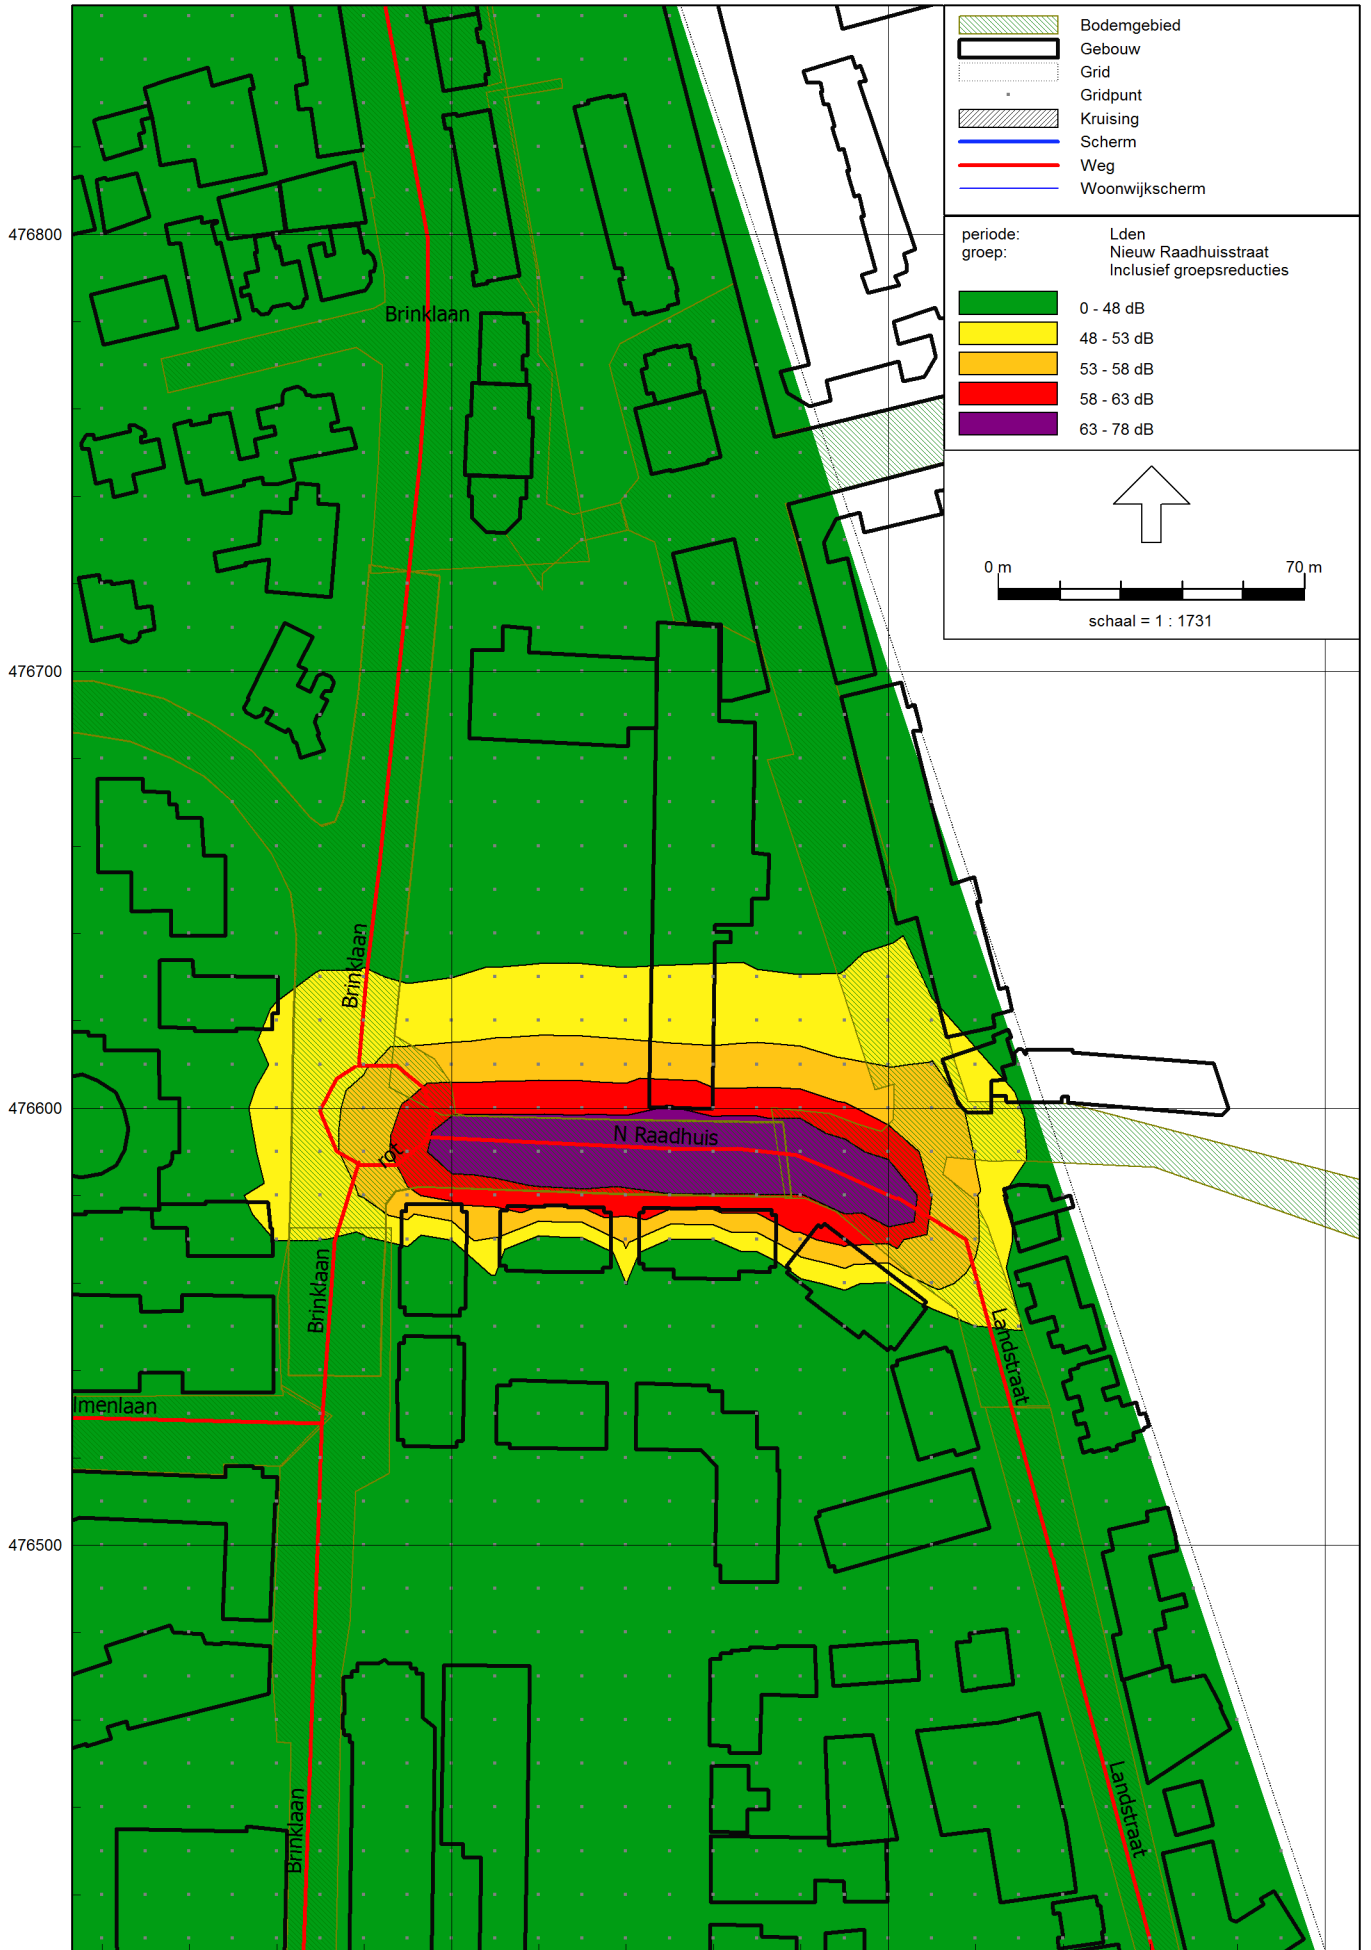 Bodemgebied
Gebouw
Grid
Gridpunt
Kruising
Scherm
Weg
Woonwijkscherm
periode: Lden
groep: Nieuw Raadhuisstraat
Inclusief groepsreducties
0 - 48 dB
48 - 53 dB
53 - 58 dB
58 - 63 dB
63 - 78 dB
0 m 70 m
schaal = 1 : 1731
476800
Brinklaan
476700
Brinklaan
476600
N Raadhuis
rot
Brinklaan
Landstraat
lmenlaan
476500
Brinklaan
Landstraat